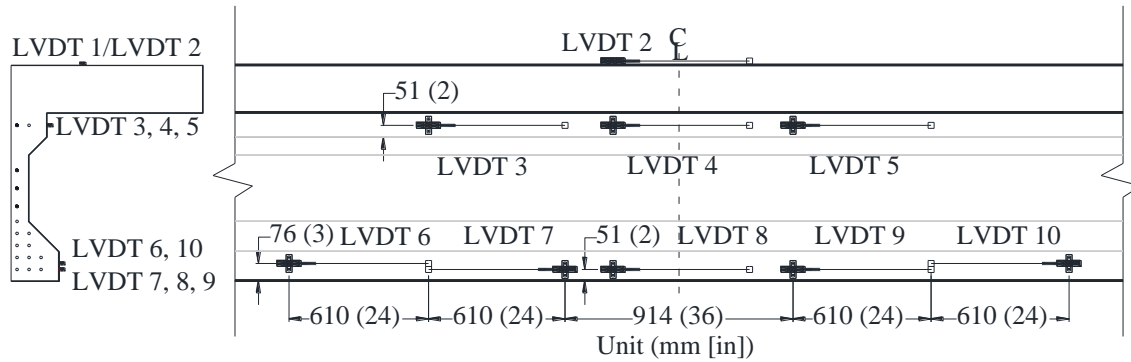 LVDT 1/LVDT 2
LVDT 2
CL
51 (2)
LVDT 3, 4, 5
LVDT 3
LVDT 4
LVDT 5
76 (3)
LVDT 6
LVDT 7
51 (2)
LVDT 8
LVDT 9
LVDT 10
LVDT 6, 10
LVDT 7, 8, 9
610 (24)
610 (24)
914 (36)
610 (24)
610 (24)
Unit (mm [in])